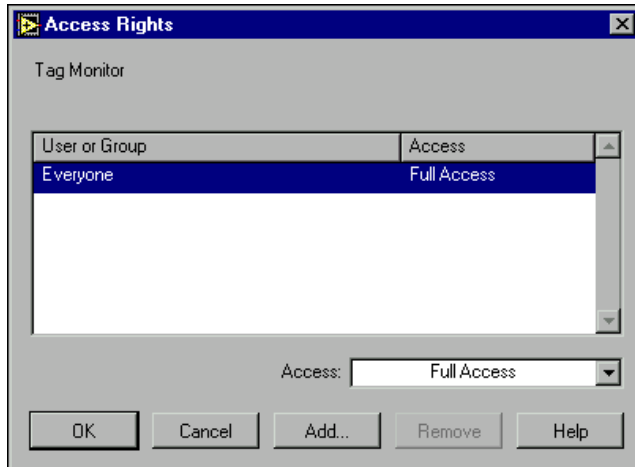 Access Rights
Tag Monitor
User or Group Access
Everyone Full Access
Access: Full Access
OK Cancel Add... Remove Help